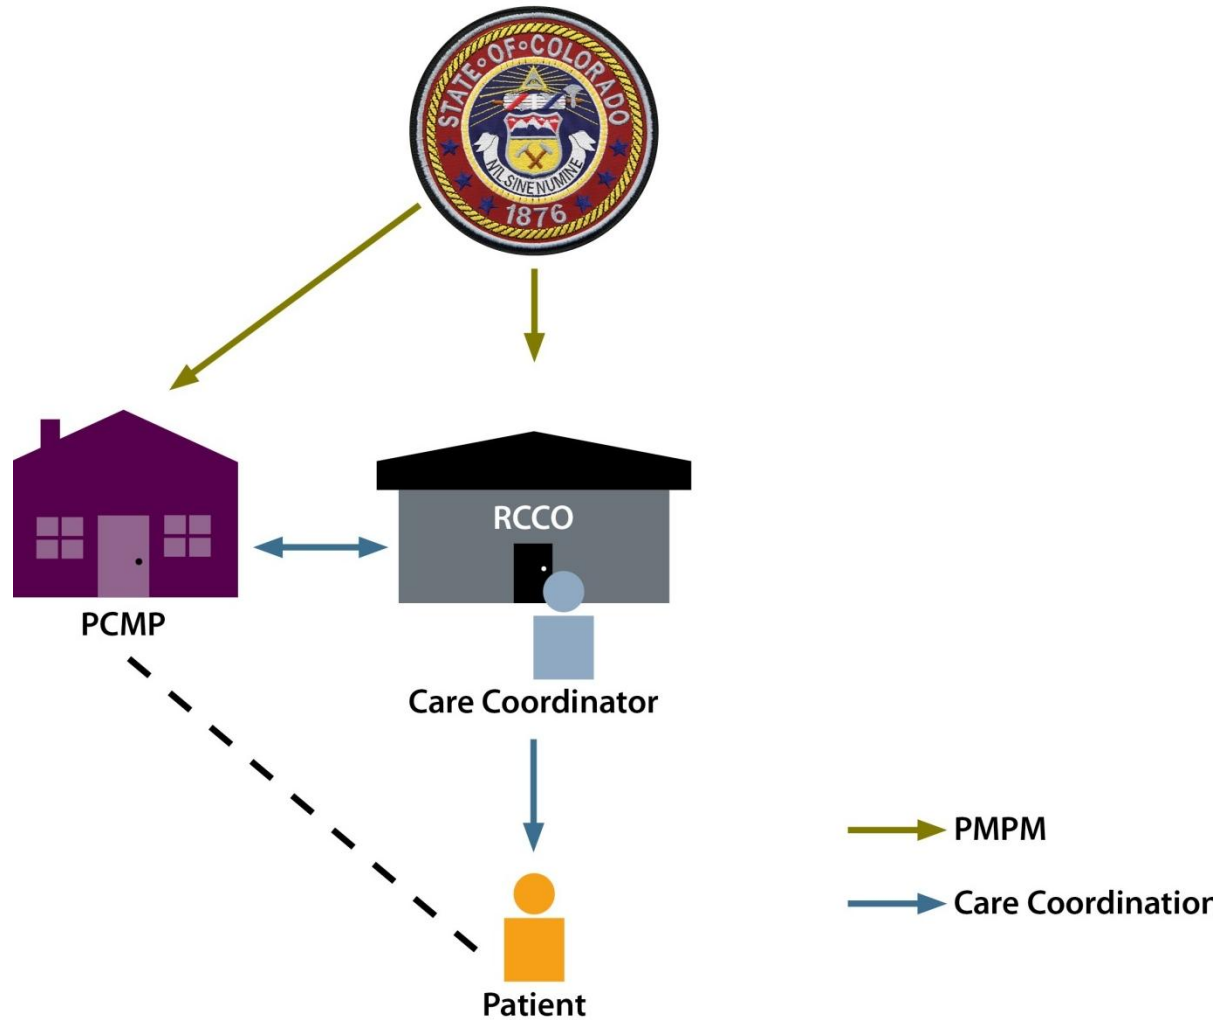 STATE OF COLORADO
NIL SINE NUMINE
1876
RCCO
PCMP
Care Coordinator
PMPM
Care Coordination
Patient